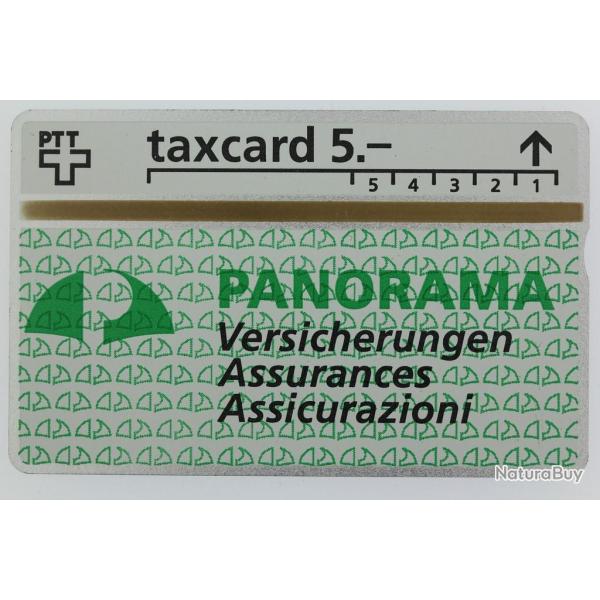 PTT
taxcard 5.–
5 4 3 2 1
PANORAMA
Versicherungen
Assurances
Assicurazioni
NaturaBuy